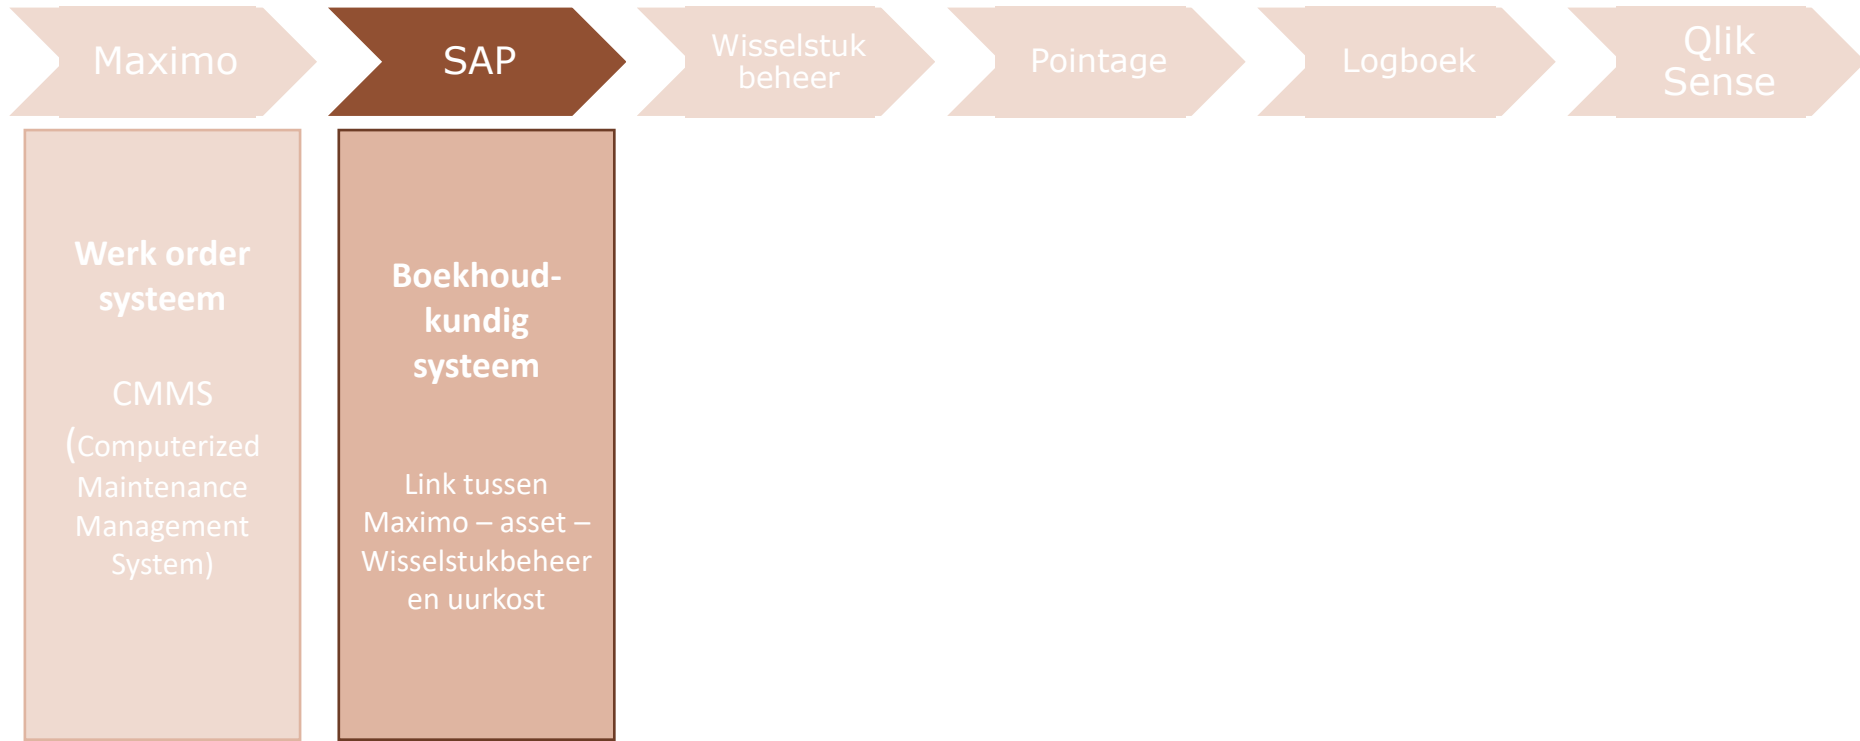 Maximo
SAP
Wisselstuk
beheer
Pointage
Logboek
Qlik
Sense
Werk order
systeem
CMMS
(Computerized
Maintenance
Management
System)
Boekhoud-
kundig
systeem
Link tussen
Maximo – asset –
Wisselstukbeheer
en uurkost